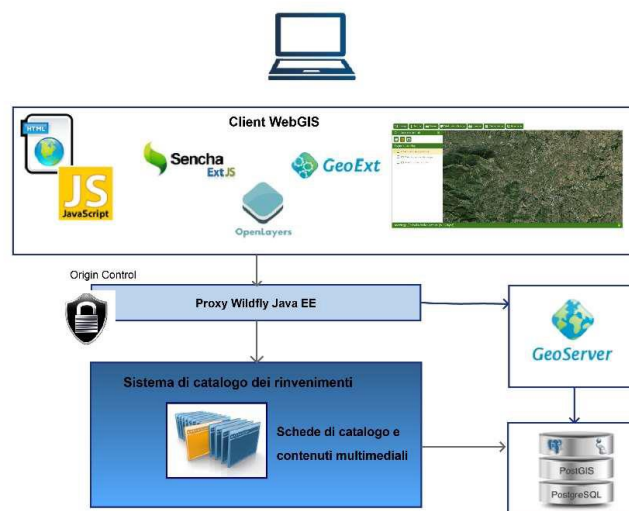 Client WebGIS
HTML
JS
JavaScript
Sencha
Ext JS
GeoExt
OpenLayers
Origin Control
Proxy Wildfly Java EE
GeoServer
Sistema di catalogo dei rinvenimenti
Schede di catalogo e
contenuti multimediali
PostGIS
PostgreSQL